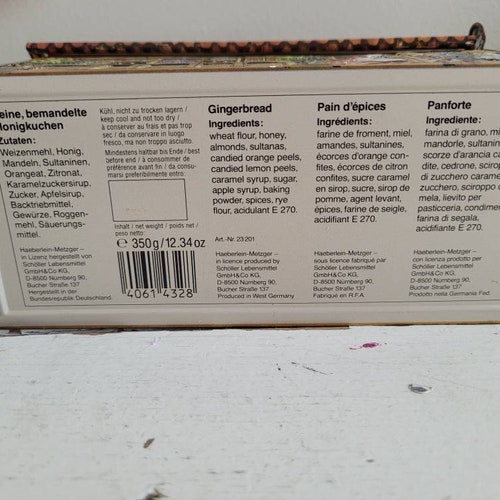 eine, bemandelte
onigkuchen
Zutaten:
Weizenmehl, Honig,
Mandeln, Sultaninen,
Orangeat, Zitronat,
Karamelzuckersirup,
Zucker, Apfelsirup,
Backtriebmittel,
Gewürze, Roggen-
mehl, Säuerungs-
mittel.
Haeberlein-Metzger -
in Lizenz hergestellt von
Schöller Lebensmittel
GmbH&Co KG,
D-8500 Nürnberg 90,
Bucher Straße 137
Hergestellt in der
Bundesrepublik Deutschland.
Kühl, nicht zu trocken lagern /
keep cool and not too dry /
à conserver au frais et pas trop
sec / da conservare in luogo
fresco, ma non troppo asciutto.
Mindestens haltbar bis Ende / best
before end / à consommer de
préférence avant fin / da consu-
marsi preferibilmente entro:
Inhalt / net weight / poids net /
peso netto:
℮ 350g/12.34oz
4061 4328
Gingerbread
Ingredients:
wheat flour, honey,
almonds, sultanas,
candied orange peels,
candied lemon peels,
caramel syrup, sugar,
apple syrup, baking
powder, spices, rye
flour, acidulant E 270.
Art.-Nr. 23 201
Haeberlein-Metzger -
in licence produced by
Schöller Lebensmittel
GmbH&Co KG,
D-8500 Nürnberg 90,
Bucher Straße 137
Produced in West Germany
Pain d'épices
Ingrédients:
farine de froment, miel,
amandes, sultanines,
écorces d'orange con-
fites, écorces de citron
confites, sucre caramel
en sirop, sucre, sirop de
pomme, agent levant,
épices, farine de seigle,
acidifiant E 270.
Haeberlein-Metzger -
sous licence fabriqué par
Schöller Lebensmittel
GmbH&Co KG,
D-8500 Nürnberg 90,
Bucher Straße 137
Fabriqué en R.F.A.
Panforte
Ingrediente:
farina di grano, mi
mandorle, sultanin
scorze d'arancia ca
dite, cedrone, scirop
di zucchero carame
zucchero, sciroppo d
mela, lievito per
pasticceria, condimen
farina di segala,
acidifiante E 270.
Haeberlein-Metzger -
con licenza prodotto per
Schöller Lebensmittel
GmbH&Co KG,
D-8500 Nürnberg 90,
Bucher Straße 137
Prodotto nella Germania Fed.